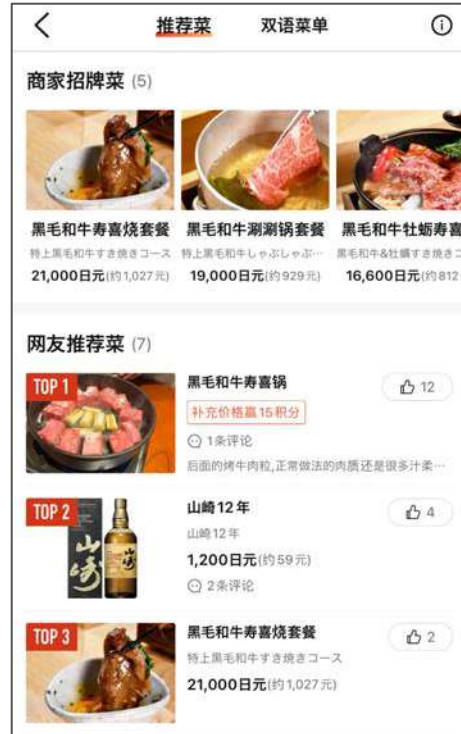 推荐菜 双语菜单
商家招牌菜 (5)
黑毛和牛寿喜烧套餐 黑毛和牛涮涮锅套餐 黑毛和牛牡蛎寿喜
特上黑毛和牛すき焼きコース 特上黑毛和牛しゃぶしゃぶ… 黑毛和牛&牡蠣すき焼きコ
21,000日元(约1,027元) 19,000日元(约929元) 16,600日元(约812
网友推荐菜 (7)
TOP 1
黑毛和牛寿喜锅
12
补充价格赢15积分
1条评论
后面的烤牛肉粒,正常做法的肉质还是很多汁柔…
TOP 2
山崎
山崎12年
4
山崎12年
1,200日元(约59元)
2条评论
TOP 3
黑毛和牛寿喜烧套餐
2
特上黑毛和牛すき焼きコース
21,000日元(约1,027元)